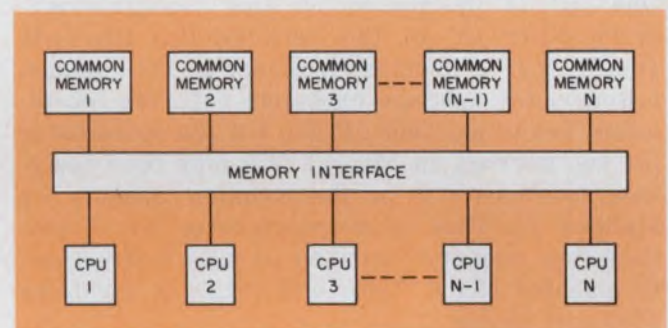 COMMON
MEMORY
1
COMMON
MEMORY
2
COMMON
MEMORY
3
COMMON
MEMORY
(N-1)
COMMON
MEMORY
N
MEMORY INTERFACE
CPU
1
CPU
2
CPU
3
CPU
N-1
CPU
N